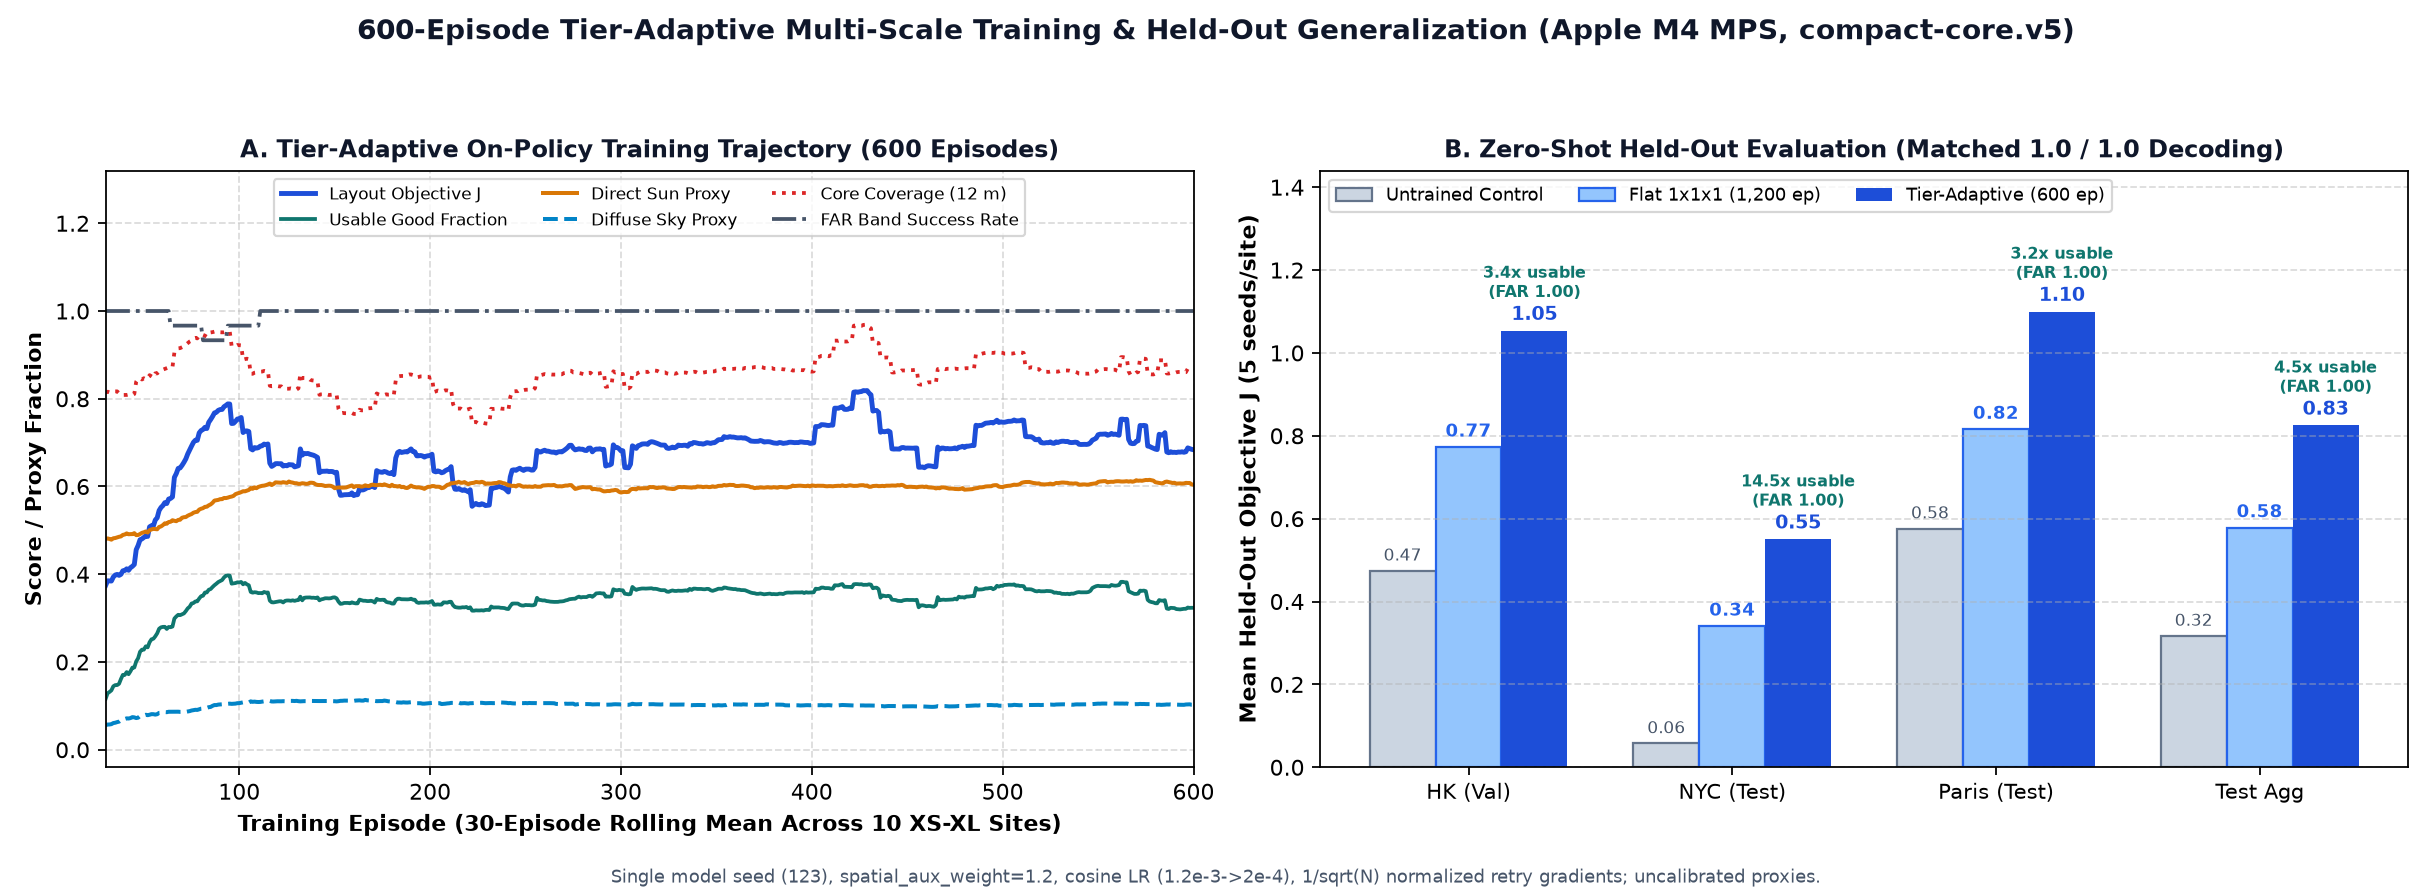 600-Episode Tier-Adaptive Multi-Scale Training & Held-Out Generalization (Apple M4 MPS, compact-core.v5)
A. Tier-Adaptive On-Policy Training Trajectory (600 Episodes)
Layout Objective J
Usable Good Fraction
Direct Sun Proxy
Diffuse Sky Proxy
Core Coverage (12 m)
FAR Band Success Rate
Score / Proxy Fraction
1.2
1.0
0.8
0.6
0.4
0.2
0.0
100 200 300 400 500 600
Training Episode (30-Episode Rolling Mean Across 10 XS-XL Sites)
B. Zero-Shot Held-Out Evaluation (Matched 1.0 / 1.0 Decoding)
Untrained Control
Flat 1x1x1 (1,200 ep)
Tier-Adaptive (600 ep)
Mean Held-Out Objective J (5 seeds/site)
1.4
1.2
1.0
0.8
0.6
0.4
0.2
0.0
0.47
0.77
3.4x usable
(FAR 1.00)
1.05
0.06
0.34
14.5x usable
(FAR 1.00)
0.55
0.58
0.82
3.2x usable
(FAR 1.00)
1.10
0.32
0.58
4.5x usable
(FAR 1.00)
0.83
HK (Val) NYC (Test) Paris (Test) Test Agg
Single model seed (123), spatial_aux_weight=1.2, cosine LR (1.2e-3->2e-4), 1/sqrt(N) normalized retry gradients; uncalibrated proxies.